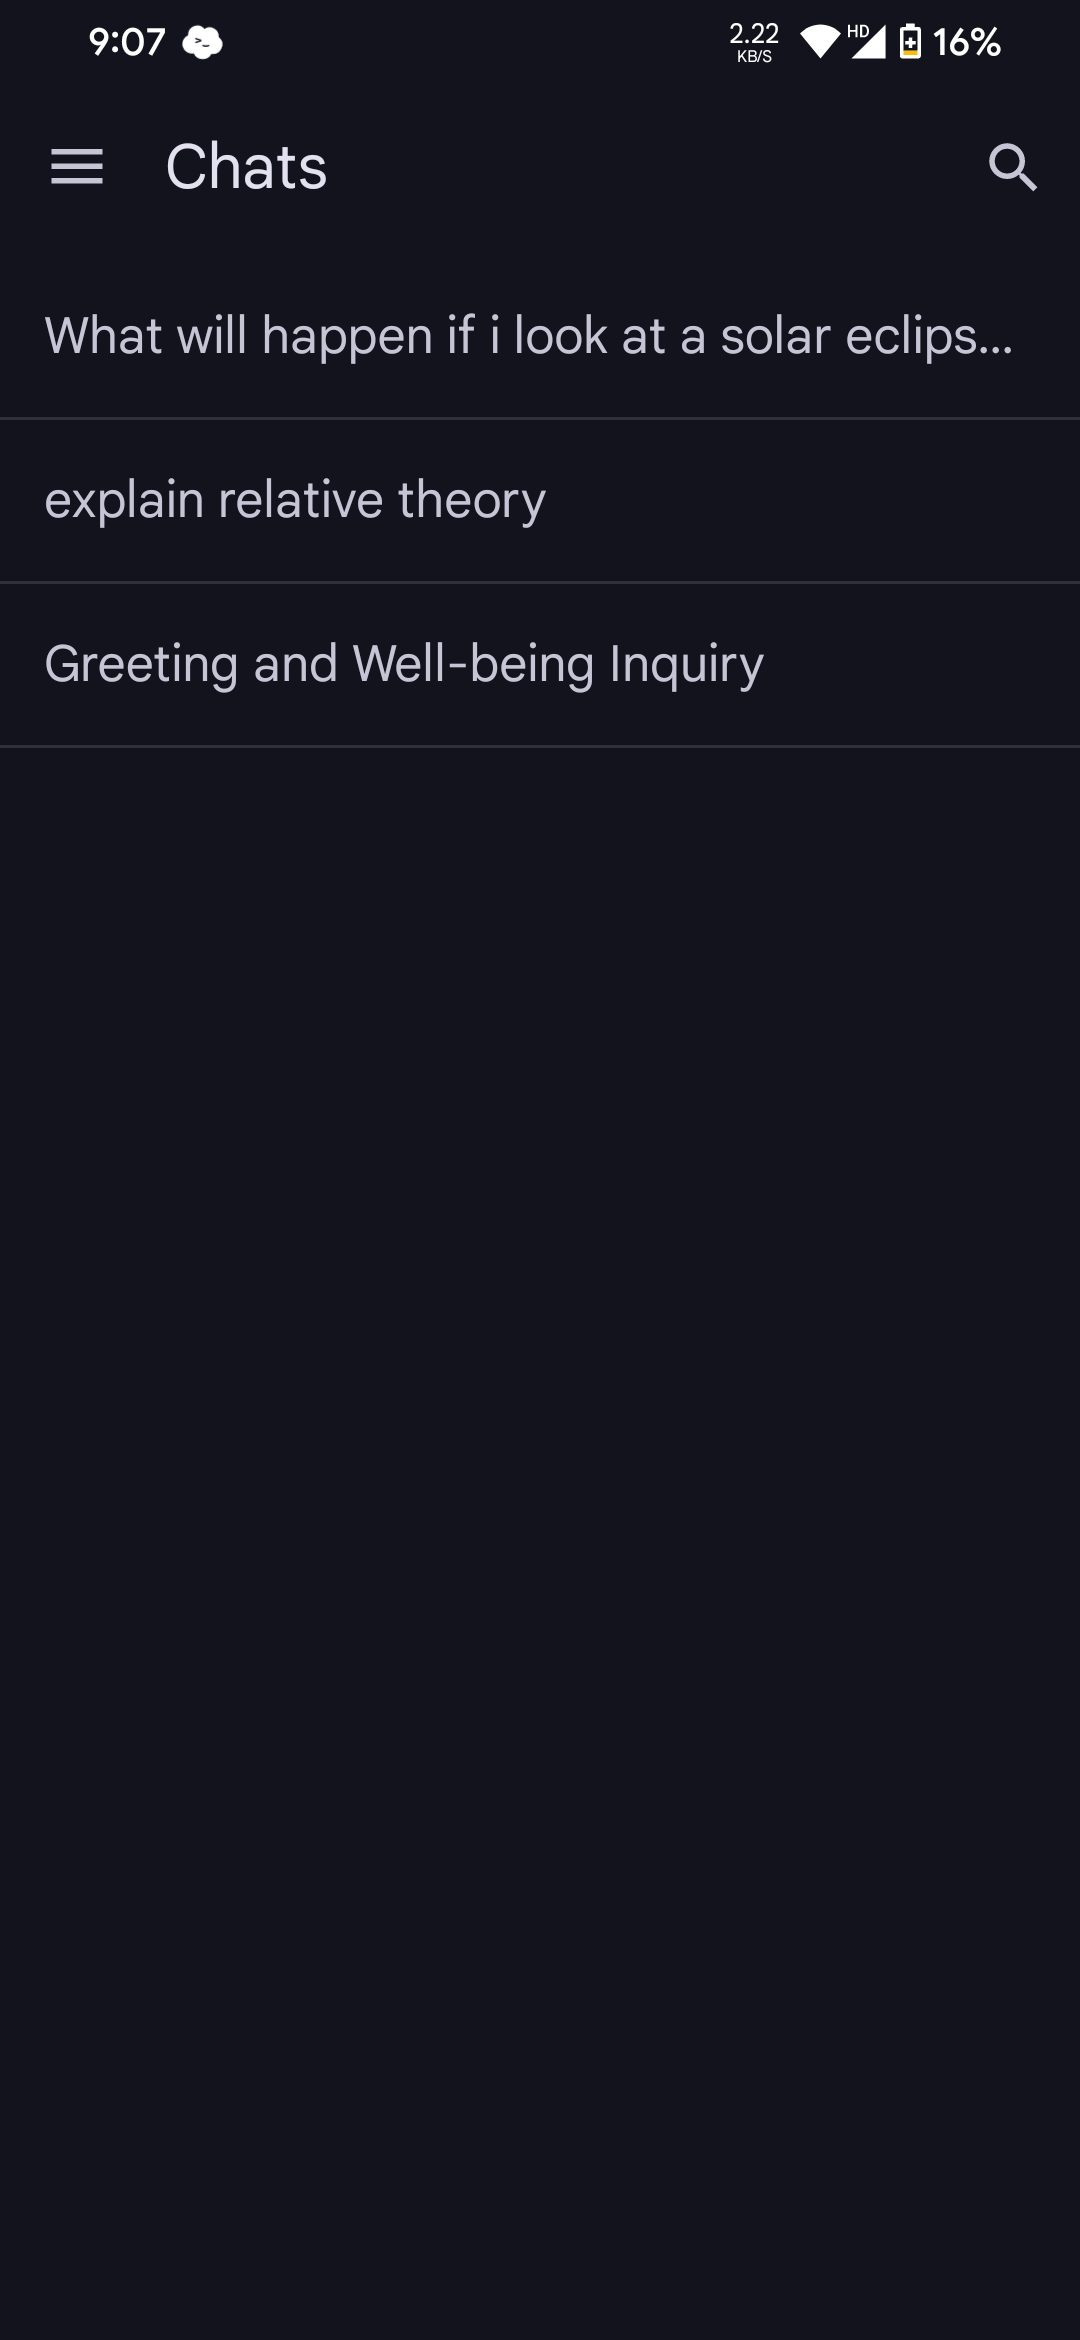 9:07
2.22
KB/S
HD
16%
Chats
What will happen if i look at a solar eclips...
explain relative theory
Greeting and Well-being Inquiry